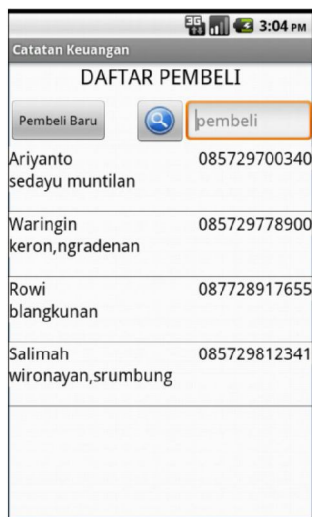 3G 3:04 PM
Catatan Keuangan
DAFTAR PEMBELI
Pembeli Baru pembeli
Ariyanto 085729700340
sedayu muntilan
Waringin 085729778900
keron,ngradenan
Rowi 087728917655
blangkunan
Salimah 085729812341
wironayan,srumbung